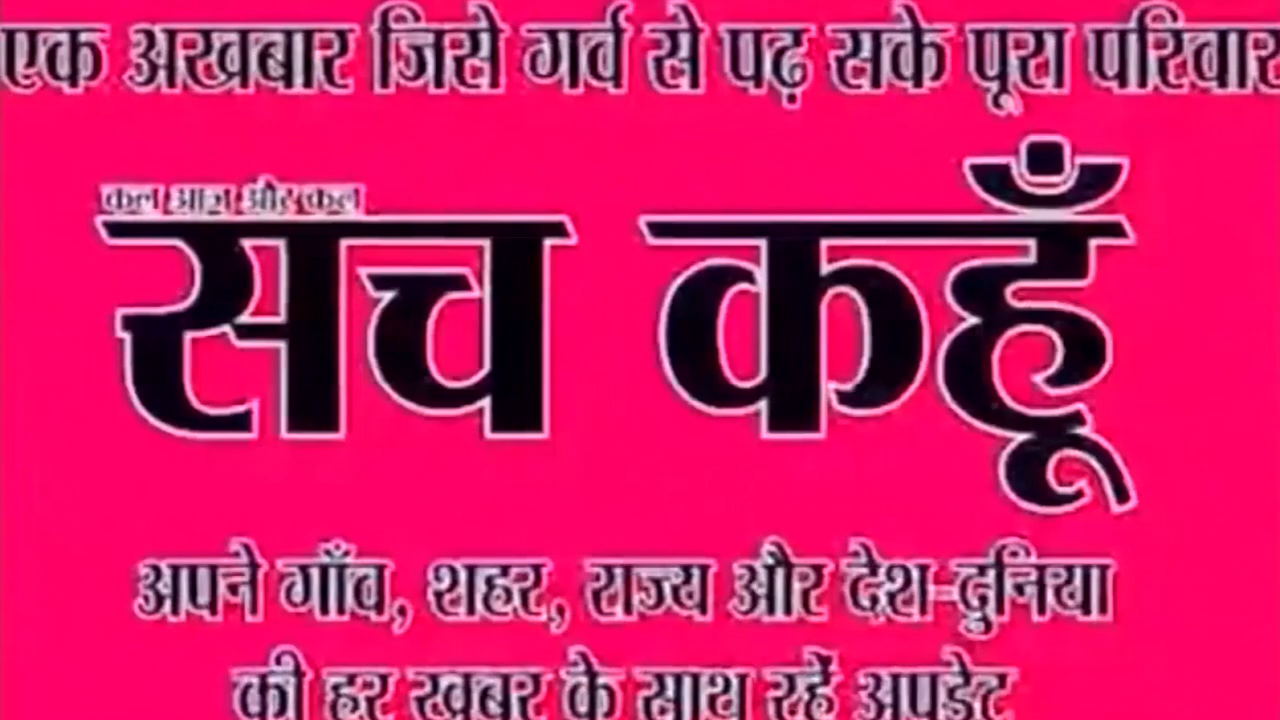 एक अखबार जिसे गर्व से पढ़ सके पूरा परिवार
कल आज और कल
सच कहूँ
अपने गाँव, शहर, राज्य और देश-दुनिया
की हर खबर के साथ रहें अपडेट